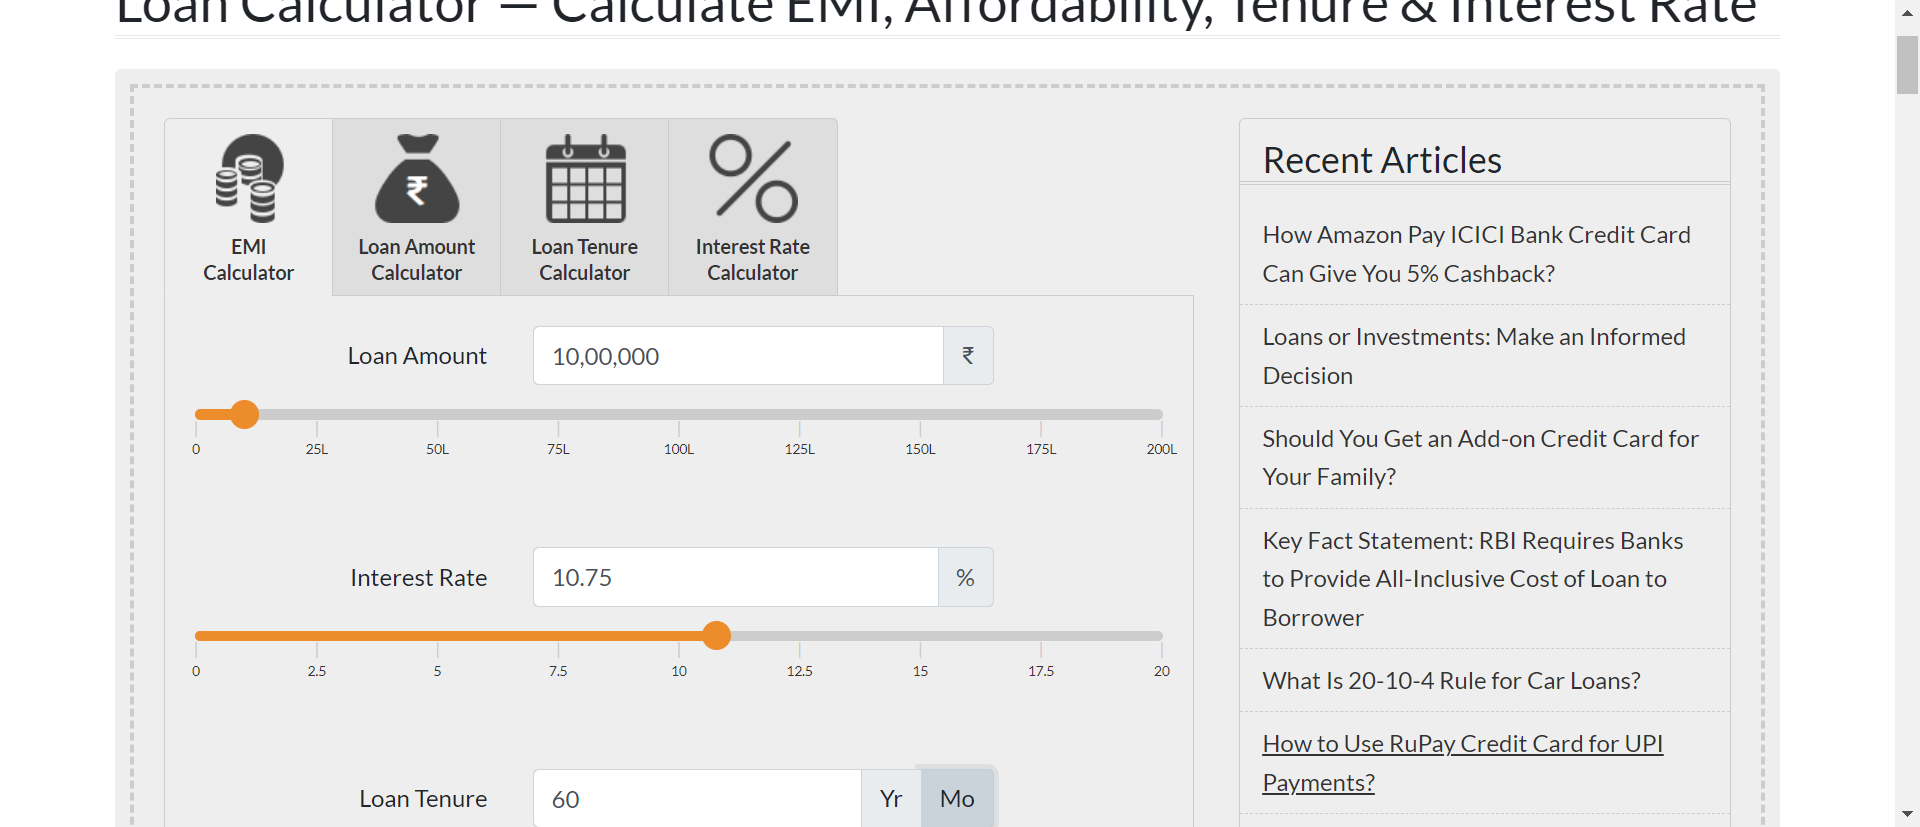 Loan Calculator — Calculate EMI, Affordability, Tenure & Interest Rate
EMI
Calculator
Loan Amount
Calculator
Loan Tenure
Calculator
Interest Rate
Calculator
Loan Amount
10,00,000
₹
0 25L 50L 75L 100L 125L 150L 175L 200L
Interest Rate
10.75
%
0 2.5 5 7.5 10 12.5 15 17.5 20
Loan Tenure
60
Yr
Mo
Recent Articles
How Amazon Pay ICICI Bank Credit Card
Can Give You 5% Cashback?
Loans or Investments: Make an Informed
Decision
Should You Get an Add-on Credit Card for
Your Family?
Key Fact Statement: RBI Requires Banks
to Provide All-Inclusive Cost of Loan to
Borrower
What Is 20-10-4 Rule for Car Loans?
How to Use RuPay Credit Card for UPI
Payments?